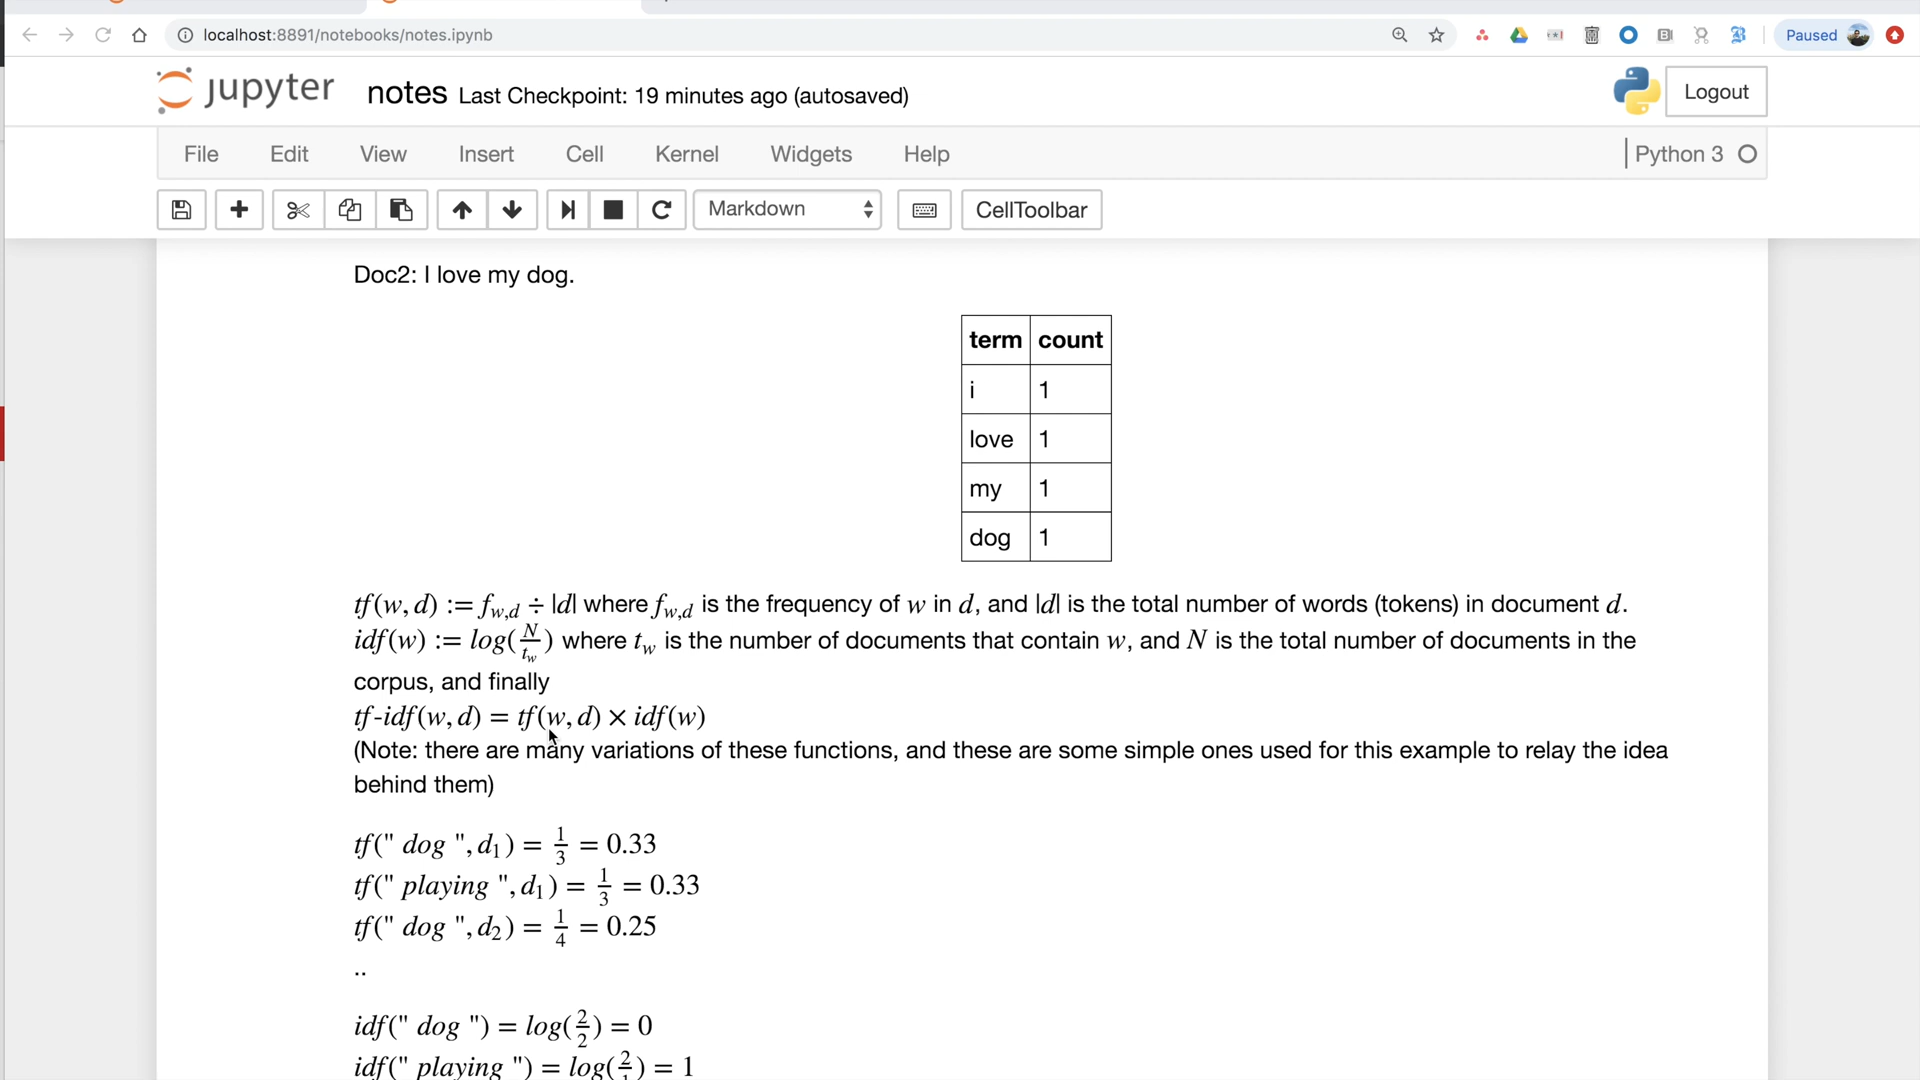 localhost:8891/notebooks/notes.ipynb
Paused
jupyter notes Last Checkpoint: 19 minutes ago (autosaved)
Logout
File Edit View Insert Cell Kernel Widgets Help
Python 3
Markdown
CellToolbar
Doc2: I love my dog.
term count
i 1
love 1
my 1
dog 1
tf(w, d) := f_{w,d} ÷ |d| where f_{w,d} is the frequency of w in d, and |d| is the total number of words (tokens) in document d.
idf(w) := log(\frac{N}{t_w}) where t_w is the number of documents that contain w, and N is the total number of documents in the
corpus, and finally
tf-idf(w, d) = tf(w, d) × idf(w)
(Note: there are many variations of these functions, and these are some simple ones used for this example to relay the idea
behind them)
tf(" dog ", d_1) = \frac{1}{3} = 0.33
tf(" playing ", d_1) = \frac{1}{3} = 0.33
tf(" dog ", d_2) = \frac{1}{4} = 0.25
..
idf(" dog ") = log(\frac{2}{2}) = 0
idf(" playing ") = log(\frac{2}{1}) = 1